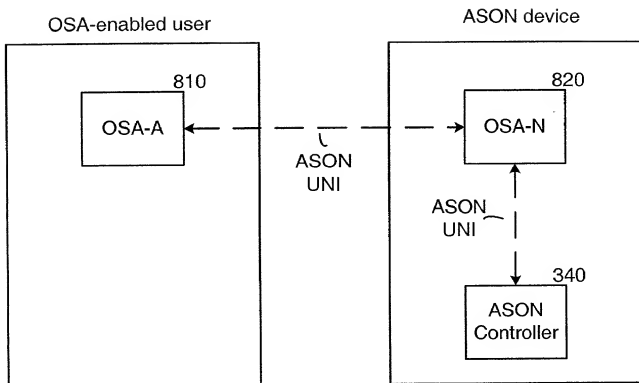 OSA-enabled user
ASON device
810
OSA-A
820
OSA-N
ASON
UNI
ASON
UNI
340
ASON
Controller